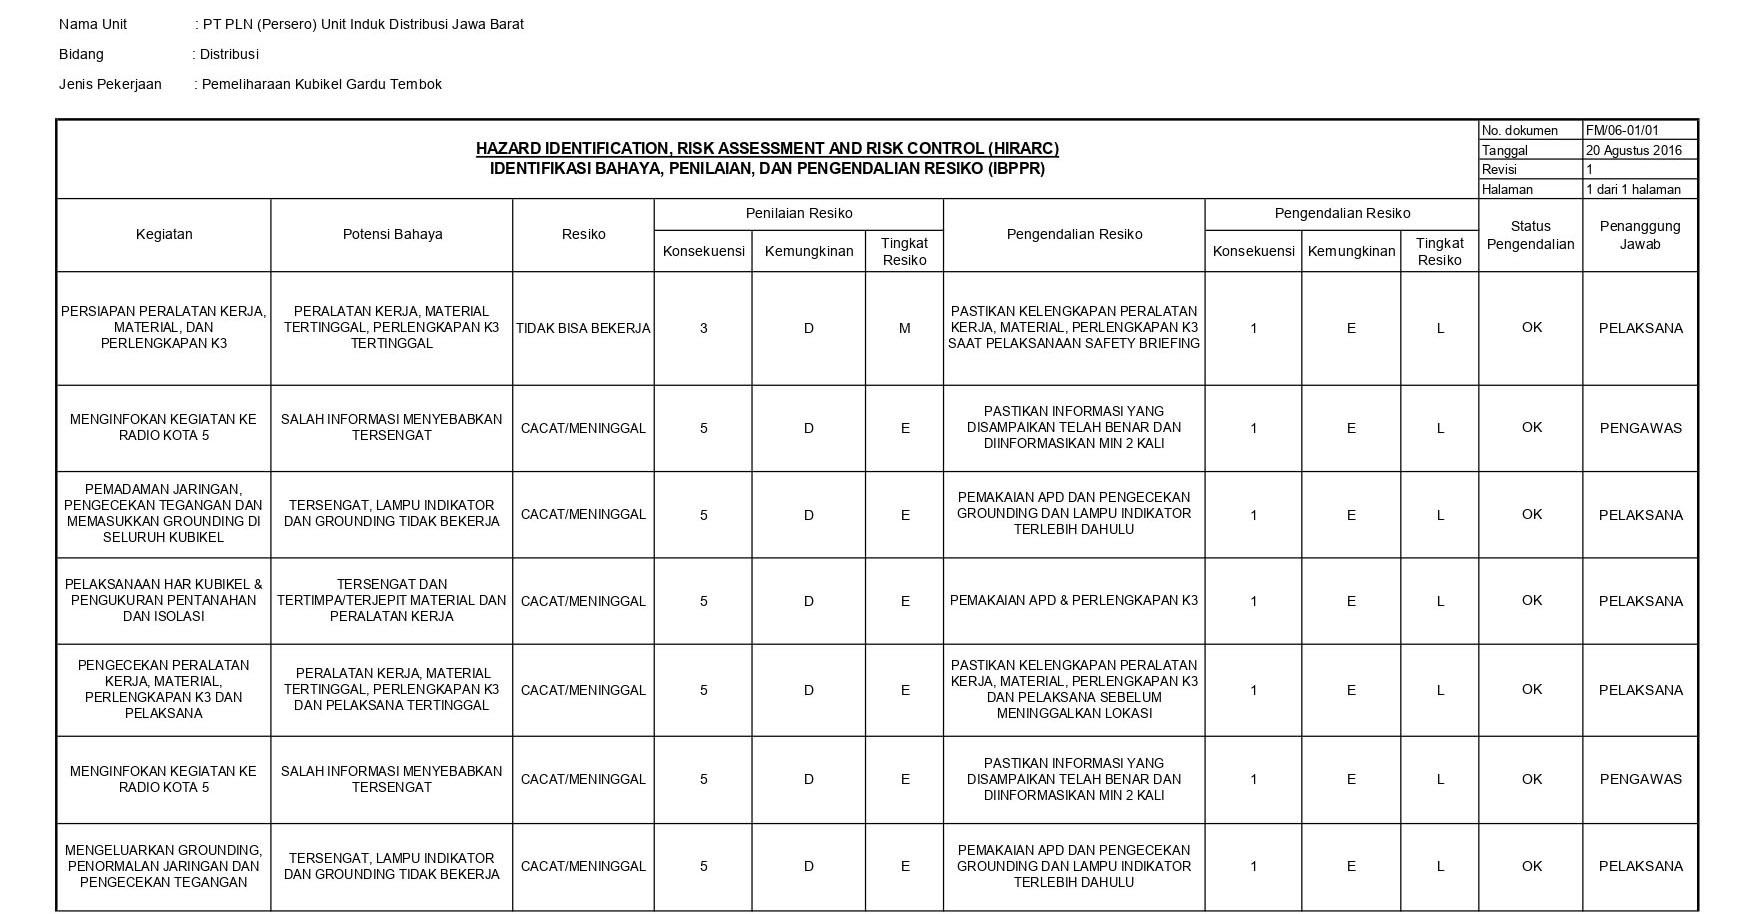 Nama Unit : PT PLN (Persero) Unit Induk Distribusi Jawa Barat
Bidang : Distribusi
Jenis Pekerjaan : Pemeliharaan Kubikel Gardu Tembok
HAZARD IDENTIFICATION, RISK ASSESSMENT AND RISK CONTROL (HIRARC)
IDENTIFIKASI BAHAYA, PENILAIAN, DAN PENGENDALIAN RESIKO (IBPPR)
No. dokumen FM/06-01/01
Tanggal 20 Agustus 2016
Revisi 1
Halaman 1 dari 1 halaman
Kegiatan
Potensi Bahaya
Resiko
Penilaian Resiko
Konsekuensi
Kemungkinan
Tingkat
Resiko
Pengendalian Resiko
Pengendalian Resiko
Konsekuensi
Kemungkinan
Tingkat
Resiko
Status
Pengendalian
Penanggung
Jawab
PERSIAPAN PERALATAN KERJA,
MATERIAL, DAN
PERLENGKAPAN K3
PERALATAN KERJA, MATERIAL
TERTINGGAL, PERLENGKAPAN K3
TERTINGGAL
TIDAK BISA BEKERJA
3
D
M
PASTIKAN KELENGKAPAN PERALATAN
KERJA, MATERIAL, PERLENGKAPAN K3
SAAT PELAKSANAAN SAFETY BRIEFING
1
E
L
OK
PELAKSANA
MENGINFOKAN KEGIATAN KE
RADIO KOTA 5
SALAH INFORMASI MENYEBABKAN
TERSENGAT
CACAT/MENINGGAL
5
D
E
PASTIKAN INFORMASI YANG
DISAMPAIKAN TELAH BENAR DAN
DIINFORMASIKAN MIN 2 KALI
1
E
L
OK
PENGAWAS
PEMADAMAN JARINGAN,
PENGECEKAN TEGANGAN DAN
MEMASUKKAN GROUNDING DI
SELURUH KUBIKEL
TERSENGAT, LAMPU INDIKATOR
DAN GROUNDING TIDAK BEKERJA
CACAT/MENINGGAL
5
D
E
PEMAKAIAN APD DAN PENGECEKAN
GROUNDING DAN LAMPU INDIKATOR
TERLEBIH DAHULU
1
E
L
OK
PELAKSANA
PELAKSANAAN HAR KUBIKEL &
PENGUKURAN PENTANAHAN
DAN ISOLASI
TERSENGAT DAN
TERTIMPA/TERJEPIT MATERIAL DAN
PERALATAN KERJA
CACAT/MENINGGAL
5
D
E
PEMAKAIAN APD & PERLENGKAPAN K3
1
E
L
OK
PELAKSANA
PENGECEKAN PERALATAN
KERJA, MATERIAL,
PERLENGKAPAN K3 DAN
PELAKSANA
PERALATAN KERJA, MATERIAL
TERTINGGAL, PERLENGKAPAN K3
DAN PELAKSANA TERTINGGAL
CACAT/MENINGGAL
5
D
E
PASTIKAN KELENGKAPAN PERALATAN
KERJA, MATERIAL, PERLENGKAPAN K3
DAN PELAKSANA SEBELUM
MENINGGALKAN LOKASI
1
E
L
OK
PELAKSANA
MENGINFOKAN KEGIATAN KE
RADIO KOTA 5
SALAH INFORMASI MENYEBABKAN
TERSENGAT
CACAT/MENINGGAL
5
D
E
PASTIKAN INFORMASI YANG
DISAMPAIKAN TELAH BENAR DAN
DIINFORMASIKAN MIN 2 KALI
1
E
L
OK
PENGAWAS
MENGELUARKAN GROUNDING,
PENORMALAN JARINGAN DAN
PENGECEKAN TEGANGAN
TERSENGAT, LAMPU INDIKATOR
DAN GROUNDING TIDAK BEKERJA
CACAT/MENINGGAL
5
D
E
PEMAKAIAN APD DAN PENGECEKAN
GROUNDING DAN LAMPU INDIKATOR
TERLEBIH DAHULU
1
E
L
OK
PELAKSANA